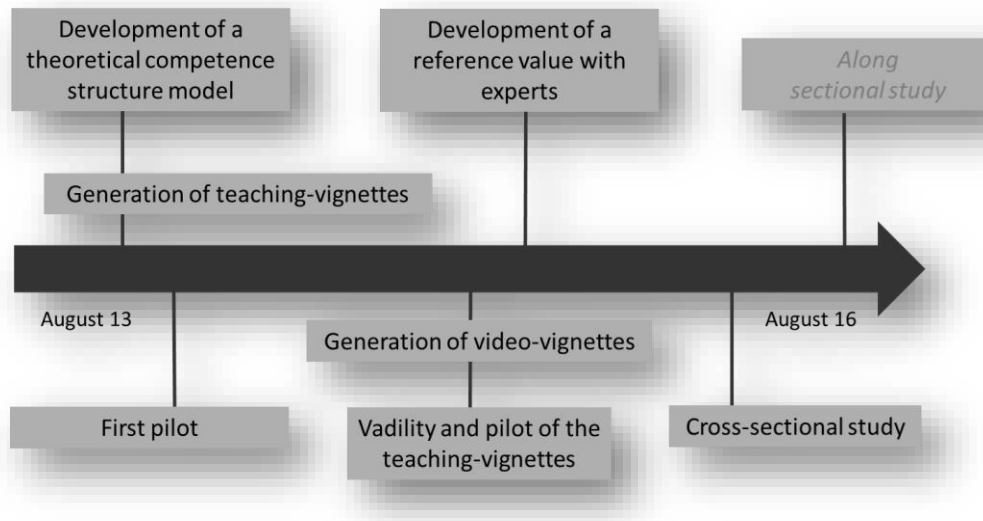 Development of a
theoretical competence
structure model
Development of a
reference value with
experts
Along
sectional study
Generation of teaching-vignettes
August 13
August 16
Generation of video-vignettes
First pilot
Vadility and pilot of the
teaching-vignettes
Cross-sectional study